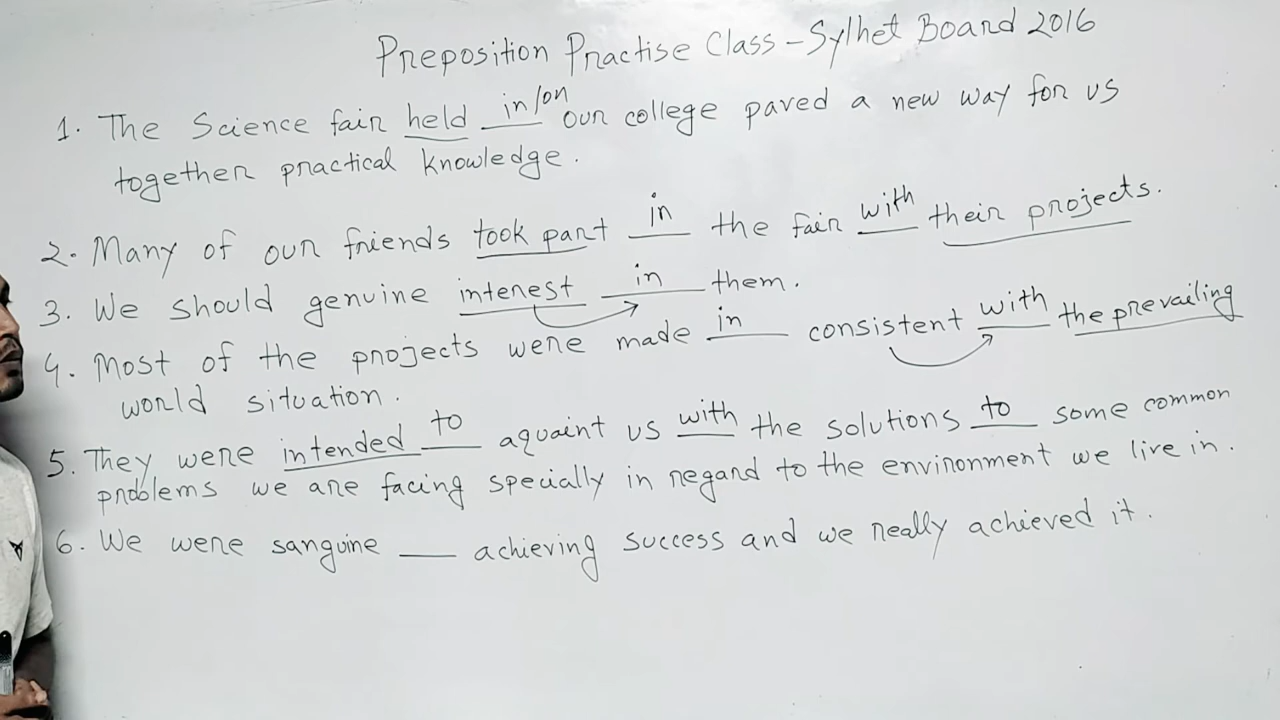 Preposition Practise Class - Sylhet Board 2016
1. The Science fair held in/on our college paved a new way for us
together practical knowledge.
2. Many of our friends took part in the fair with their projects.
3. We should genuine interest in them.
4. Most of the projects were made in consistent with the prevailing
world situation.
5. They were intended to aquaint us with the solutions to some common
problems we are facing specially in regard to the environment we live in.
6. We were sanguine ___ achieving success and we really achieved it.